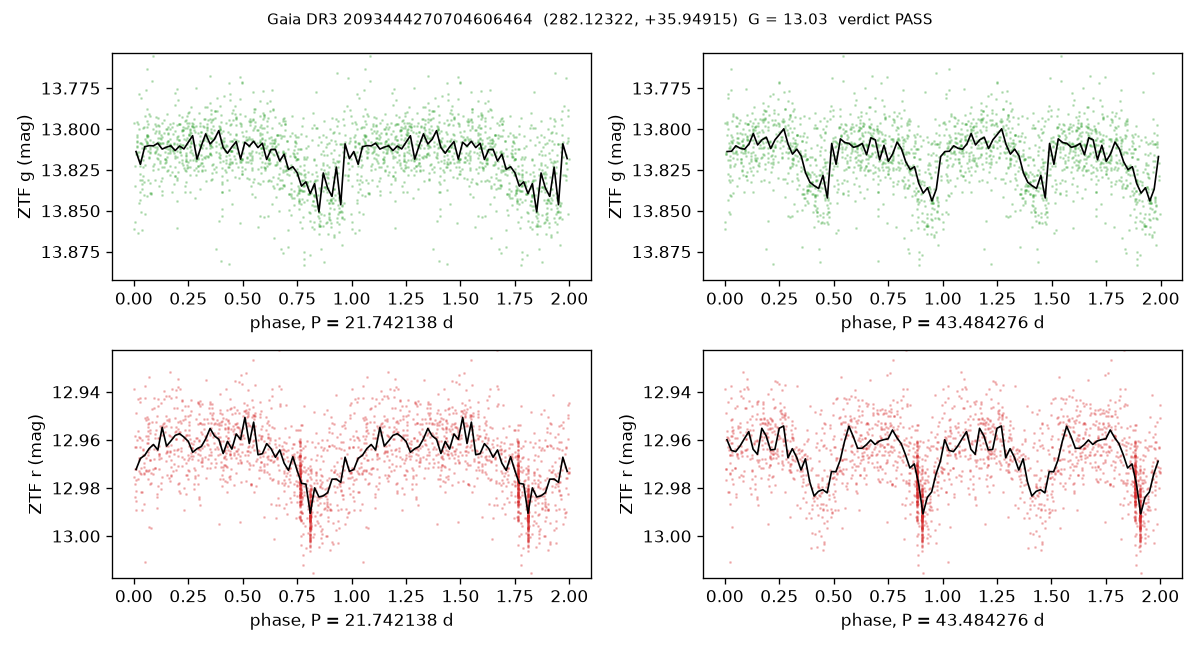 Gaia DR3 2093444270704606464 (282.12322, +35.94915) G = 13.03 verdict PASS
ZTF g (mag)
13.775
13.800
13.825
13.850
13.875
0.00 0.25 0.50 0.75 1.00 1.25 1.50 1.75 2.00
phase, P = 21.742138 d
ZTF g (mag)
13.775
13.800
13.825
13.850
13.875
0.00 0.25 0.50 0.75 1.00 1.25 1.50 1.75 2.00
phase, P = 43.484276 d
ZTF r (mag)
12.94
12.96
12.98
13.00
0.00 0.25 0.50 0.75 1.00 1.25 1.50 1.75 2.00
phase, P = 21.742138 d
ZTF r (mag)
12.94
12.96
12.98
13.00
0.00 0.25 0.50 0.75 1.00 1.25 1.50 1.75 2.00
phase, P = 43.484276 d